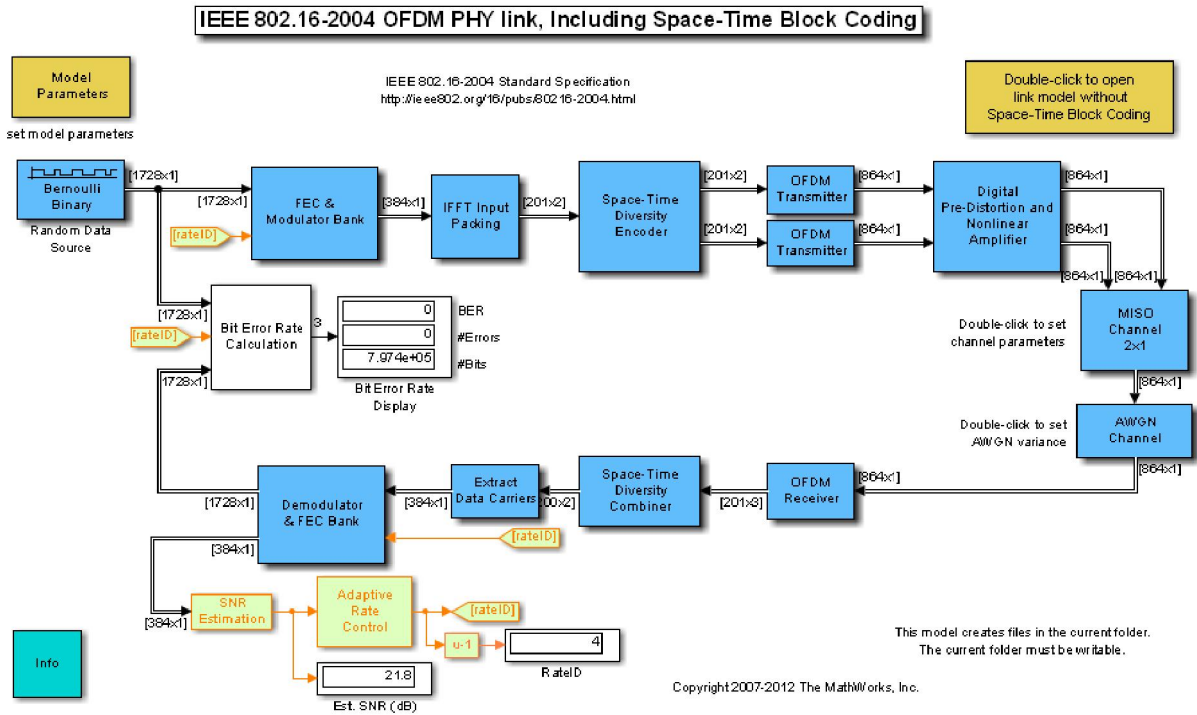 IEEE 802.16-2004 OFDM PHY link, Including Space-Time Block Coding
Model
Parameters
set model parameters
IEEE 802.16-2004 Standard Specification
http://ieee802.org/16/pubs/80216-2004.html
Double-click to open
link model without
Space-Time Block Coding
Bernoulli
Binary
Random Data
Source
[1728x1]
[1728x1]
[rateID]
FEC &
Modulator Bank
[384x1]
IFFT Input
Packing
[201x2]
Space-Time
Diversity
Encoder
[201x2]
[201x2]
OFDM
Transmitter
OFDM
Transmitter
[864x1]
[864x1]
Digital
Pre-Distortion and
Nonlinear
Amplifier
[864x1]
[864x1]
[864x1]
[864x1]
MISO
Channel
2x1
Double-click to set
channel parameters
[864x1]
AWGN
Channel
Double-click to set
AWGN variance
[864x1]
[1728x1]
[rateID]
1728x1]
Bit Error Rate
Calculation
3
0
0
7.974e+05
BER
#Errors
#Bits
Bit Error Rate
Display
[864x1]
OFDM
Receiver
[201x3]
Space-Time
Diversity
Combiner
200x2]
Extract
Data Carriers
[384x1]
[rateID]
Demodulator
& FEC Bank
[1728x1]
[384x1]
[384x1]
SNR
Estimation
Adaptive
Rate
Control
[rateID]
u-1
4
RateID
21.8
Est. SNR (dB)
Info
This model creates files in the current folder.
The current folder must be writable.
Copyright 2007-2012 The MathWorks, Inc.